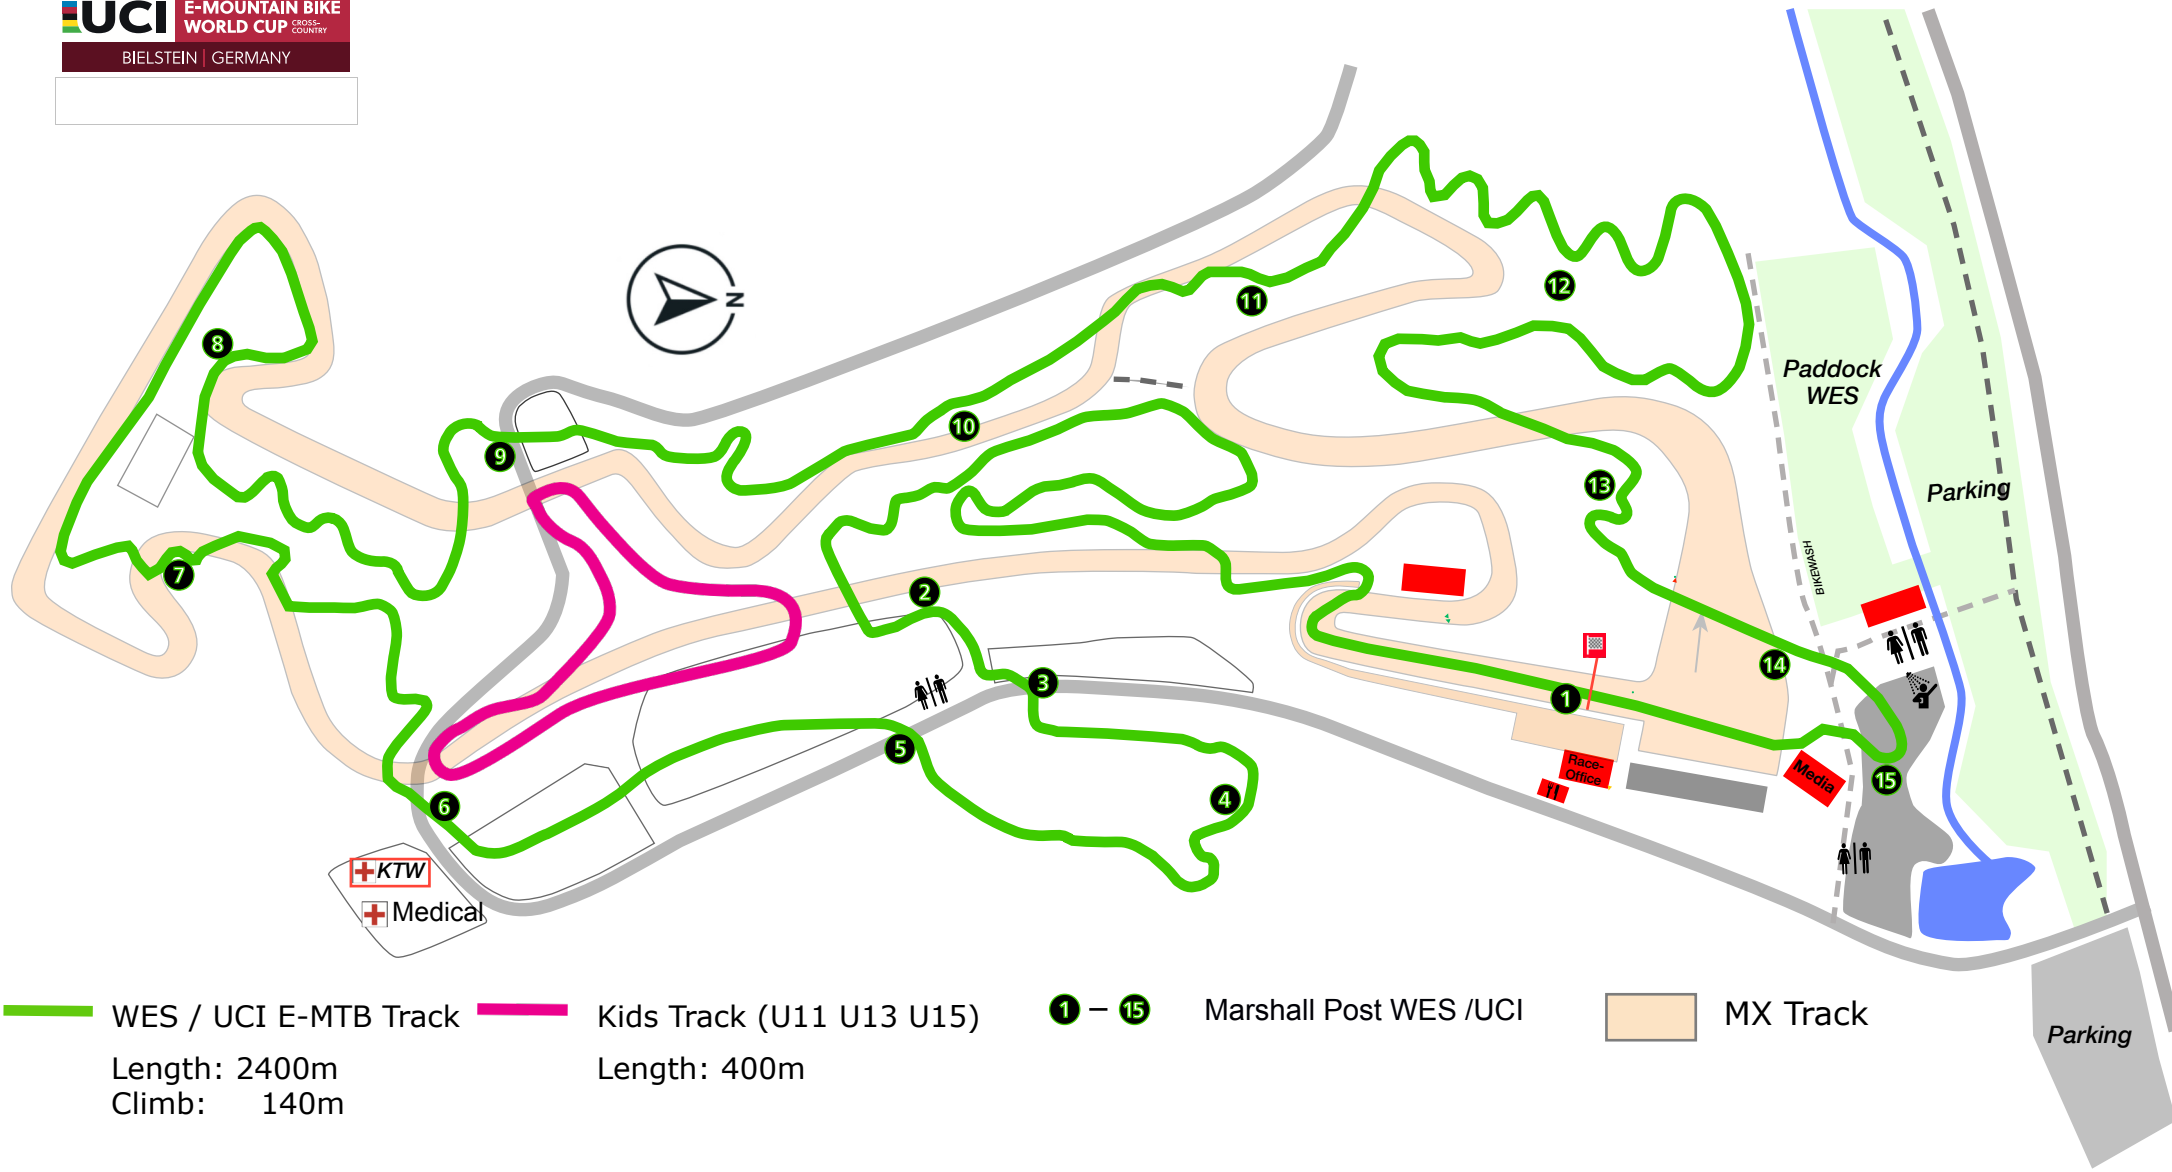 UCI
E-MOUNTAIN BIKE
WORLD CUP CROSS-COUNTRY
BIELSTEIN | GERMANY
N
8
12
11
Paddock
WES
10
9
Parking
13
7
BIKEWASH
2
14
3
1
5
Race-
Office
Media
15
4
6
KTW
Medical
WES / UCI E-MTB Track
Length: 2400m
Climb: 140m
Kids Track (U11 U13 U15)
Length: 400m
1 – 15 Marshall Post WES /UCI
MX Track
Parking